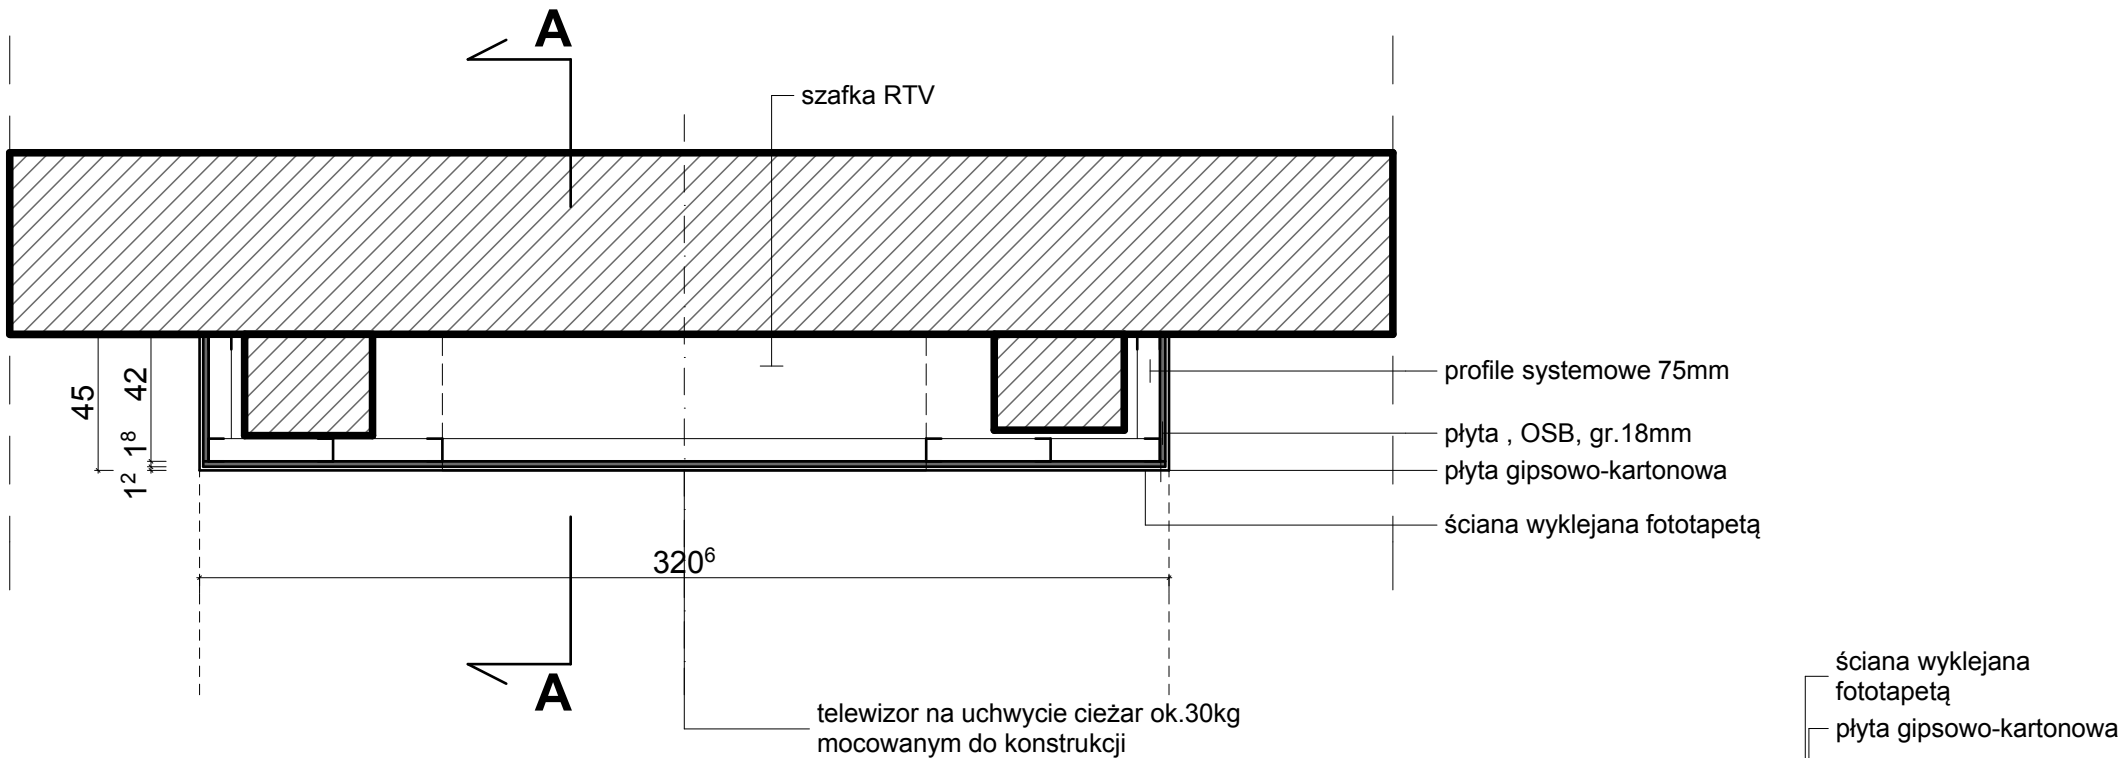 A
szafka RTV
profile systemowe 75mm
płyta , OSB, gr.18mm
płyta gipsowo-kartonowa
ściana wyklejana fototapetą
45
42
1⁸
1²
320⁶
A
telewizor na uchwycie cieżar ok.30kg
mocowanym do konstrukcji
ściana wyklejana
fototapetą
płyta gipsowo-kartonowa